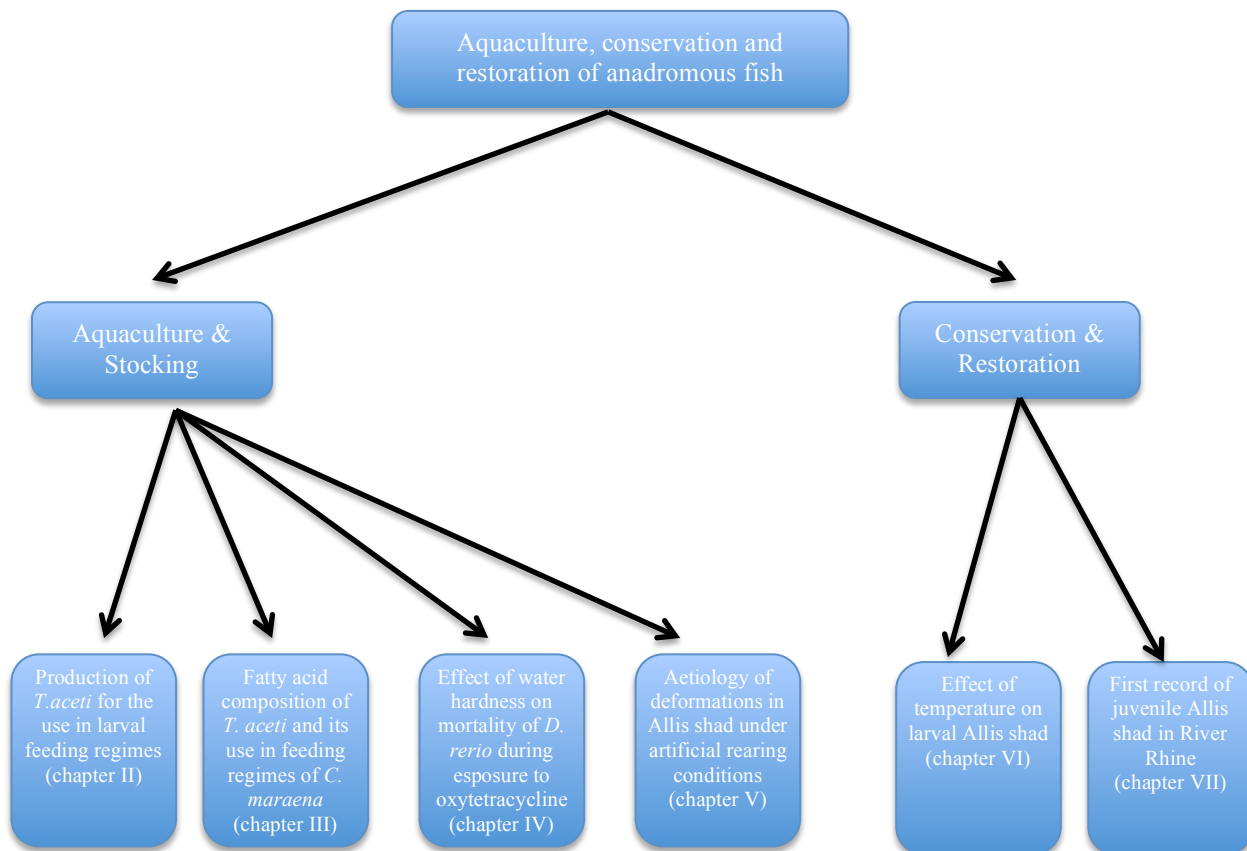 Aquaculture, conservation and
restoration of anadromous fish
Aquaculture &
Stocking
Conservation &
Restoration
Production of
T.aceti for the
use in larval
feeding regimes
(chapter II)
Fatty acid
composition of
T. aceti and its
use in feeding
regimes of C.
maraena
(chapter III)
Effect of water
hardness on
mortality of D.
rerio during
exposure to
oxytetracycline
(chapter IV)
Aetiology of
deformations in
Allis shad under
artificial rearing
conditions
(chapter V)
Effect of
temperature on
larval Allis shad
(chapter VI)
First record of
juvenile Allis
shad in River
Rhine
(chapter VII)